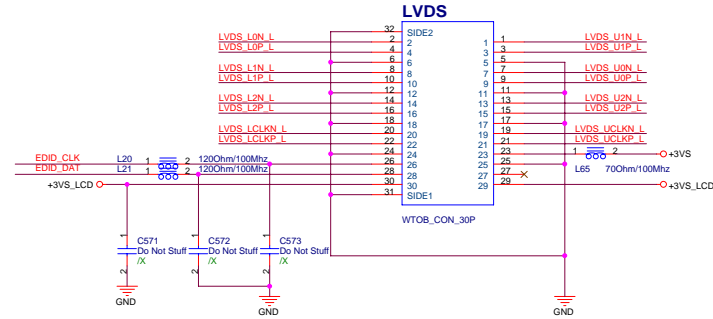 LVDS
32 SIDE2
LVDS_L0N_L 2 2 1 1 LVDS_U1N_L
LVDS_L0P_L 4 4 3 3 LVDS_U1P_L
6 6 5 5
LVDS_L1N_L 8 8 7 7 LVDS_U0N_L
LVDS_L1P_L 10 10 9 9 LVDS_U0P_L
12 12 11 11
LVDS_L2N_L 14 14 13 13 LVDS_U2N_L
LVDS_L2P_L 16 16 15 15 LVDS_U2P_L
18 18 17 17
LVDS_LCLKN_L 20 20 19 19 LVDS_UCLKN_L
LVDS_LCLKP_L 22 22 21 21 LVDS_UCLKP_L
24 24 23 23 1 2 +3VS
EDID_CLK L20 1 2 120Ohm/100Mhz 26 26 25 25 L65 70Ohm/100Mhz
EDID_DAT L21 1 2 120Ohm/100Mhz 28 28 27 27
+3VS_LCD 30 30 29 29 +3VS_LCD
31 SIDE1
WTOB_CON_30P
1 C571 1 C572 1 C573
Do Not Stuff Do Not Stuff Do Not Stuff
2 /X 2 /X 2 /X
GND GND GND